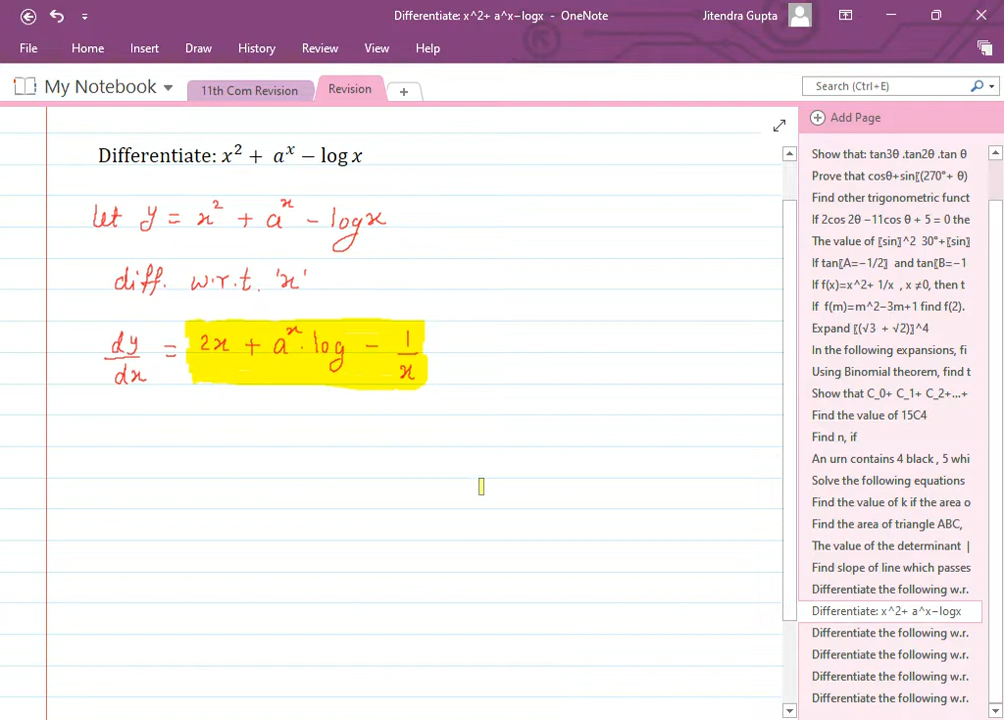 Differentiate: x^2+ a^x−logx - OneNote
Jitendra Gupta
File Home Insert Draw History Review View Help
My Notebook
11th Com Revision
Revision
+
Search (Ctrl+E)
Differentiate: x² + aˣ − log x
let y = x² + aˣ − logx
diff. w.r.t. 'x'
dy/dx = 2x + aˣ · log − 1/x
Add Page
Show that: tan3θ .tan2θ .tan θ
Prove that cosθ+sin〖(270°+ θ)
Find other trigonometric funct
If 2cos 2θ −11cos θ + 5 = 0 the
The value of 〖sin〗^2 30°+〖sin〗
If tan〖A=−1/2〗 and tan〖B=−1
If f(x)=x^2+ 1/x , x ≠0, then t
If f(m)=m^2−3m+1 find f(2).
Expand 〖(√3 + √2)〗^4
In the following expansions, fi
Using Binomial theorem, find t
Show that C_0+ C_1+ C_2+...+
Find the value of 15C4
Find n, if
An urn contains 4 black , 5 whi
Solve the following equations
Find the value of k if the area o
Find the area of triangle ABC,
The value of the determinant |
Find slope of line which passes
Differentiate the following w.r.
Differentiate: x^2+ a^x−logx
Differentiate the following w.r.
Differentiate the following w.r.
Differentiate the following w.r.
Differentiate the following w.r.